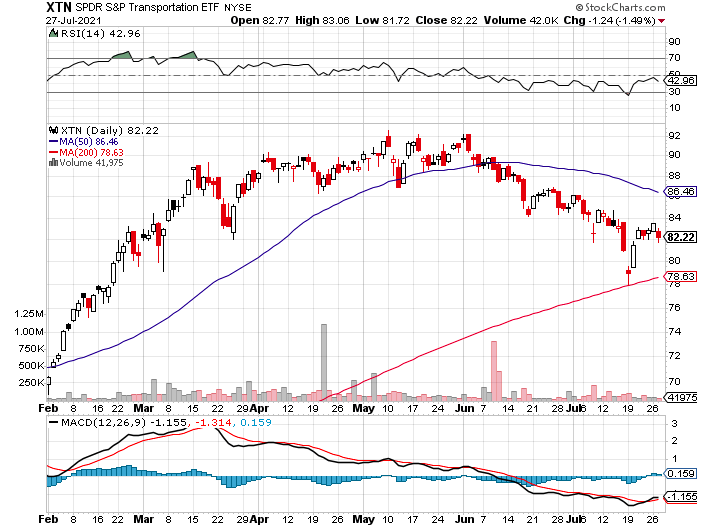 XTN SPDR S&P Transportation ETF NYSE © StockCharts.com
27-Jul-2021 Open 82.77 High 83.06 Low 81.72 Close 82.22 Volume 42.0K Chg -1.24 (-1.49%)
RSI(14) 42.96
90
70
50
42.96
30
10
XTN (Daily) 82.22
MA(50) 86.46
MA(200) 78.63
Volume 41,975
92
90
88
86.46
84
82.22
80
78.63
78
76
74
72
70
1.25M
1.00M
750K
500K
250K
41975
Feb 8 16 22 Mar 8 15 22 29 Apr 12 19 26 May 10 17 24 Jun 7 14 21 28 Jul 6 12 19 26
MACD(12,26,9) -1.155, -1.314, 0.159
3
2
1
0.159
-1.155
Feb 8 16 22 Mar 8 15 22 29 Apr 12 19 26 May 10 17 24 Jun 7 14 21 28 Jul 6 12 19 26